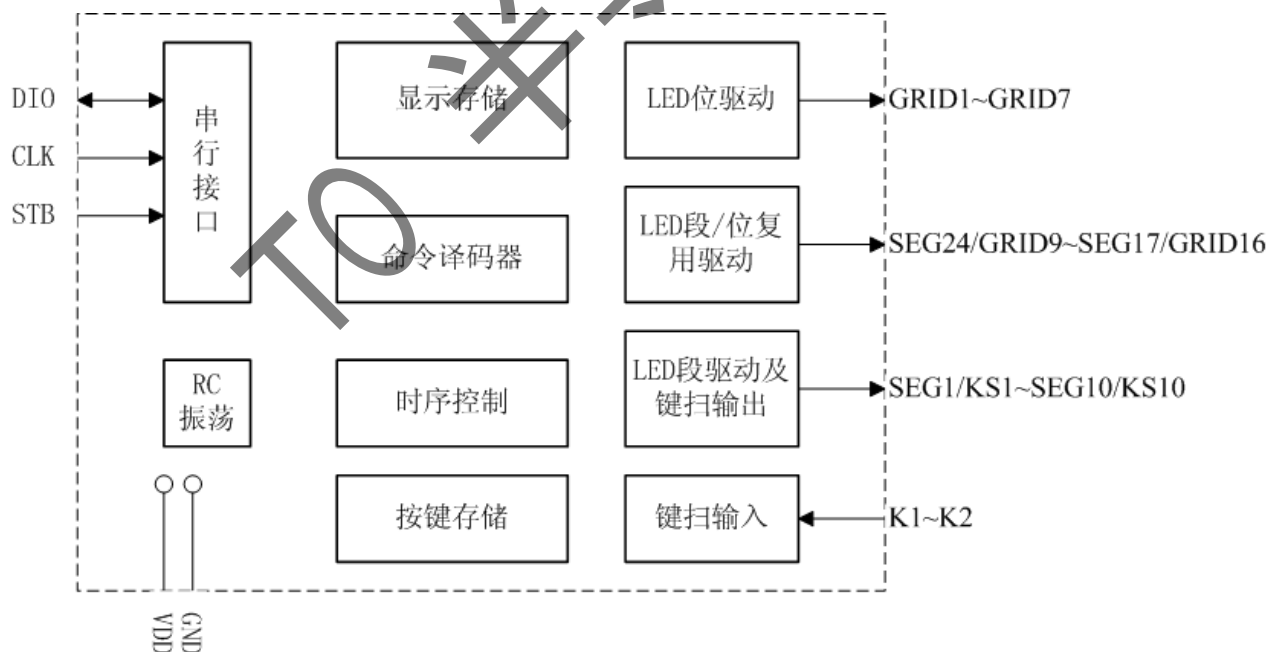 DIO
CLK
STB
串
行
接
口
RC
振荡
VDD
GND
显示存储
命令译码器
时序控制
按键存储
LED位驱动
LED段/位复
用驱动
LED段驱动及
键扫输出
键扫输入
GRID1~GRID7
SEG24/GRID9~SEG17/GRID16
SEG1/KS1~SEG10/KS10
K1~K2
TO 半